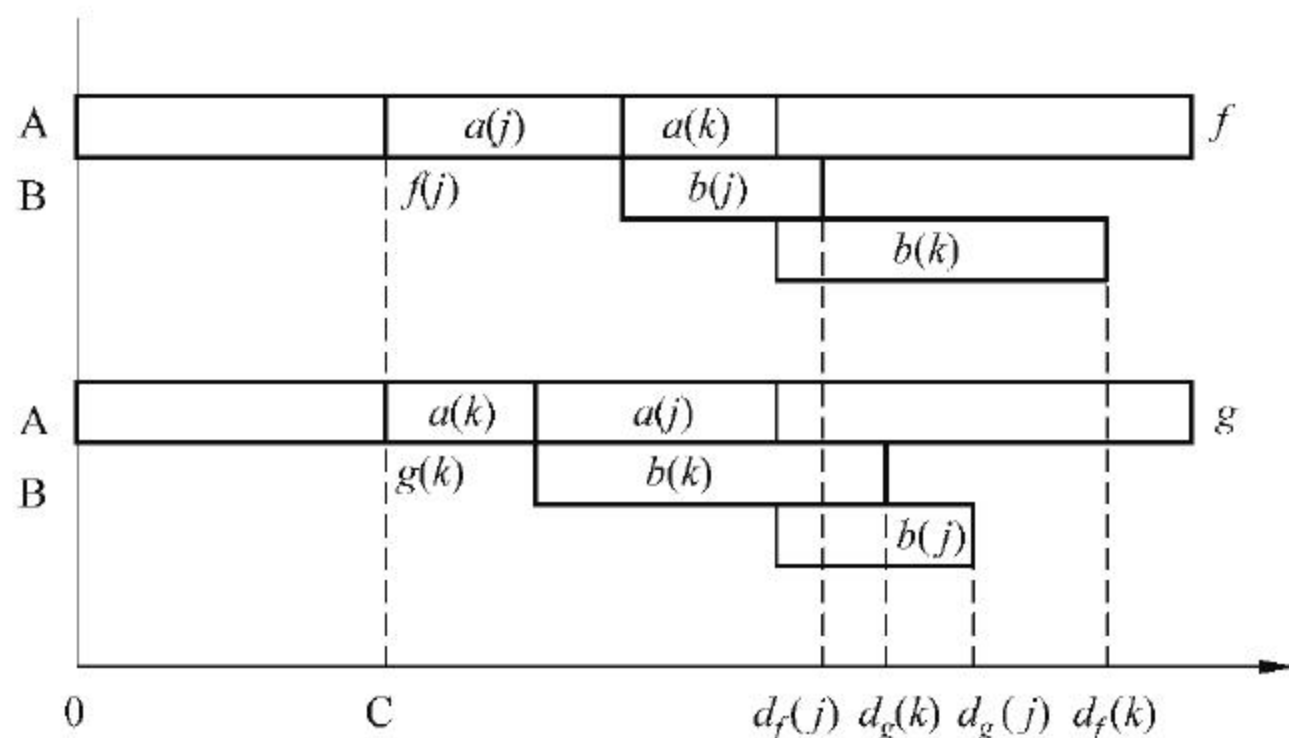 A a(j) a(k) f
B f(j) b(j)
b(k)
A a(k) a(j) g
B g(k) b(k)
b(j)
0 C d_f(j) d_g(k) d_g(j) d_f(k)